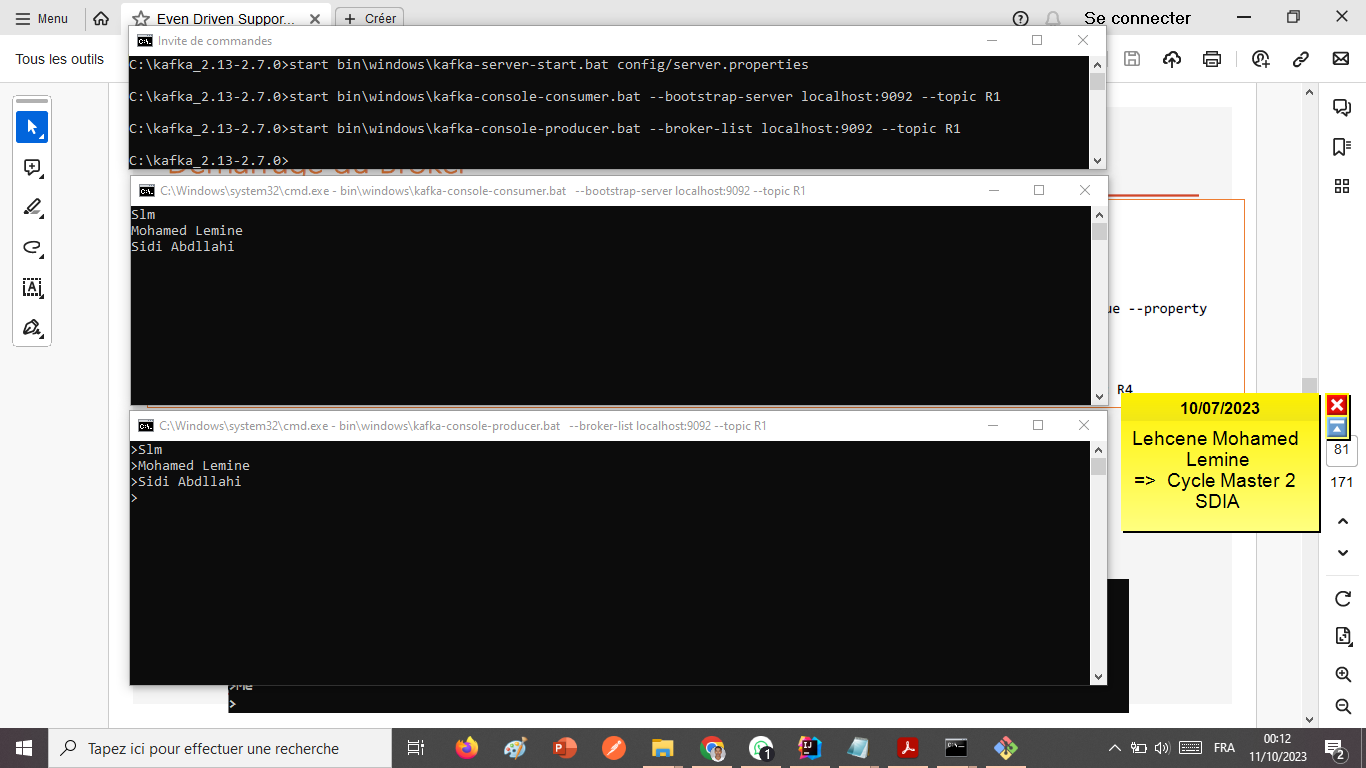 Menu
Even Driven Suppor...
Créer
Se connecter
Tous les outils
Invite de commandes
C:\kafka_2.13-2.7.0>start bin\windows\kafka-server-start.bat config/server.properties
C:\kafka_2.13-2.7.0>start bin\windows\kafka-console-consumer.bat --bootstrap-server localhost:9092 --topic R1
C:\kafka_2.13-2.7.0>start bin\windows\kafka-console-producer.bat --broker-list localhost:9092 --topic R1
C:\kafka_2.13-2.7.0>
Démarrage du Broker
C:\Windows\system32\cmd.exe - bin\windows\kafka-console-consumer.bat --bootstrap-server localhost:9092 --topic R1
Slm
Mohamed Lemine
Sidi Abdllahi
ue --property
R4
C:\Windows\system32\cmd.exe - bin\windows\kafka-console-producer.bat --broker-list localhost:9092 --topic R1
>Slm
>Mohamed Lemine
>Sidi Abdllahi
>
10/07/2023
Lehcene Mohamed
Lemine
=> Cycle Master 2
SDIA
81
171
>Me
>
Tapez ici pour effectuer une recherche
1
FRA
00:12
11/10/2023
2